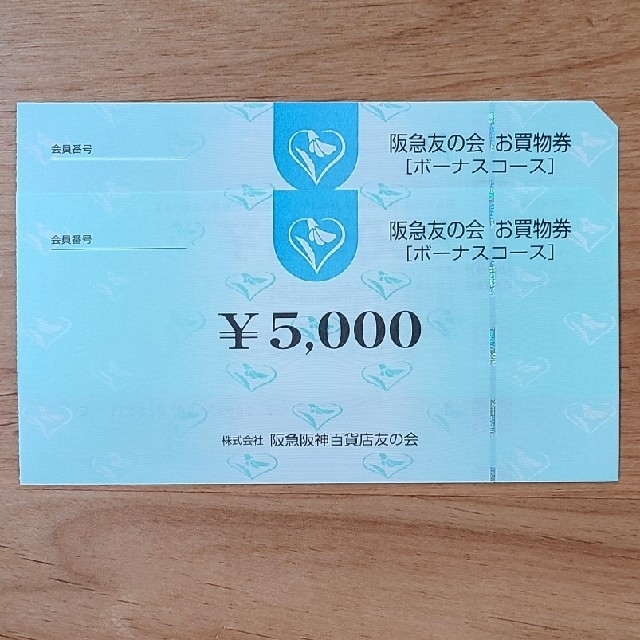 会員番号
阪急友の会 お買物券
[ボーナスコース]
会員番号
阪急友の会 お買物券
[ボーナスコース]
￥5,000
株式会社 阪急阪神百貨店友の会